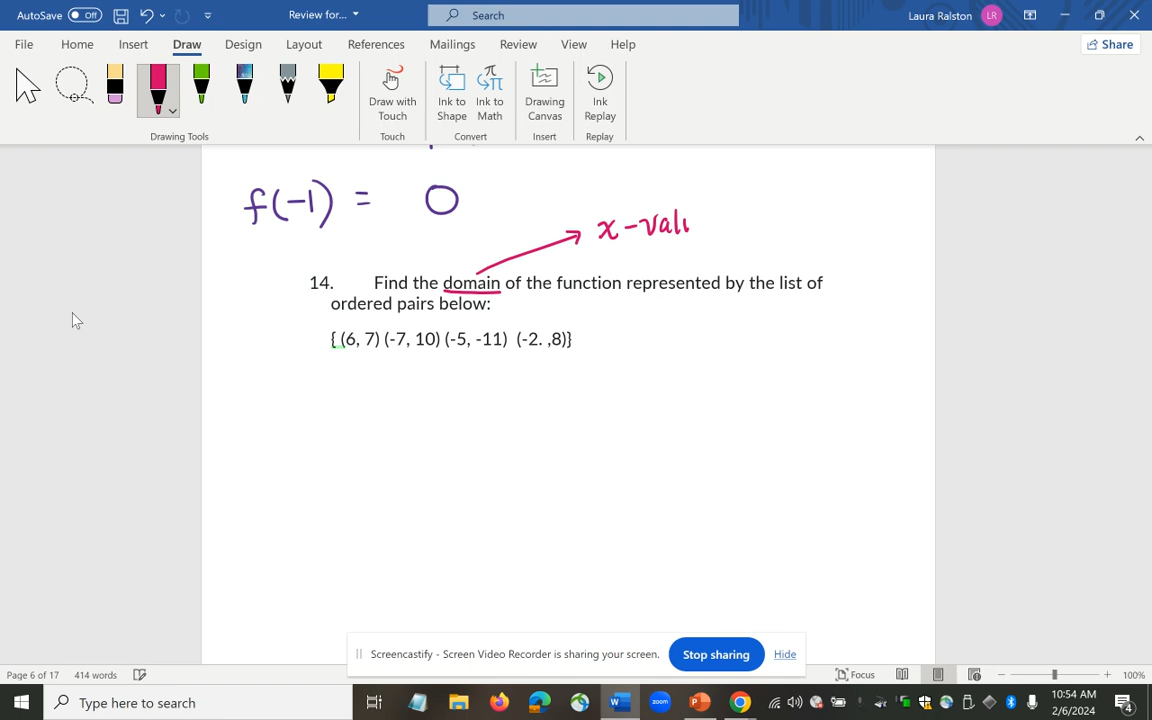 AutoSave Off Review for... Search Laura Ralston LR
File Home Insert Draw Design Layout References Mailings Review View Help Share
Draw with Touch Ink to Shape Ink to Math Drawing Canvas Ink Replay
Drawing Tools Touch Convert Insert Replay
f(-1) = 0
x-valu
14. Find the domain of the function represented by the list of
ordered pairs below:
{ (6, 7) (-7, 10) (-5, -11) (-2. ,8)}
Screencastify - Screen Video Recorder is sharing your screen. Stop sharing Hide
Page 6 of 17 414 words Focus 100%
Type here to search zoom 10:54 AM
2/6/2024 4